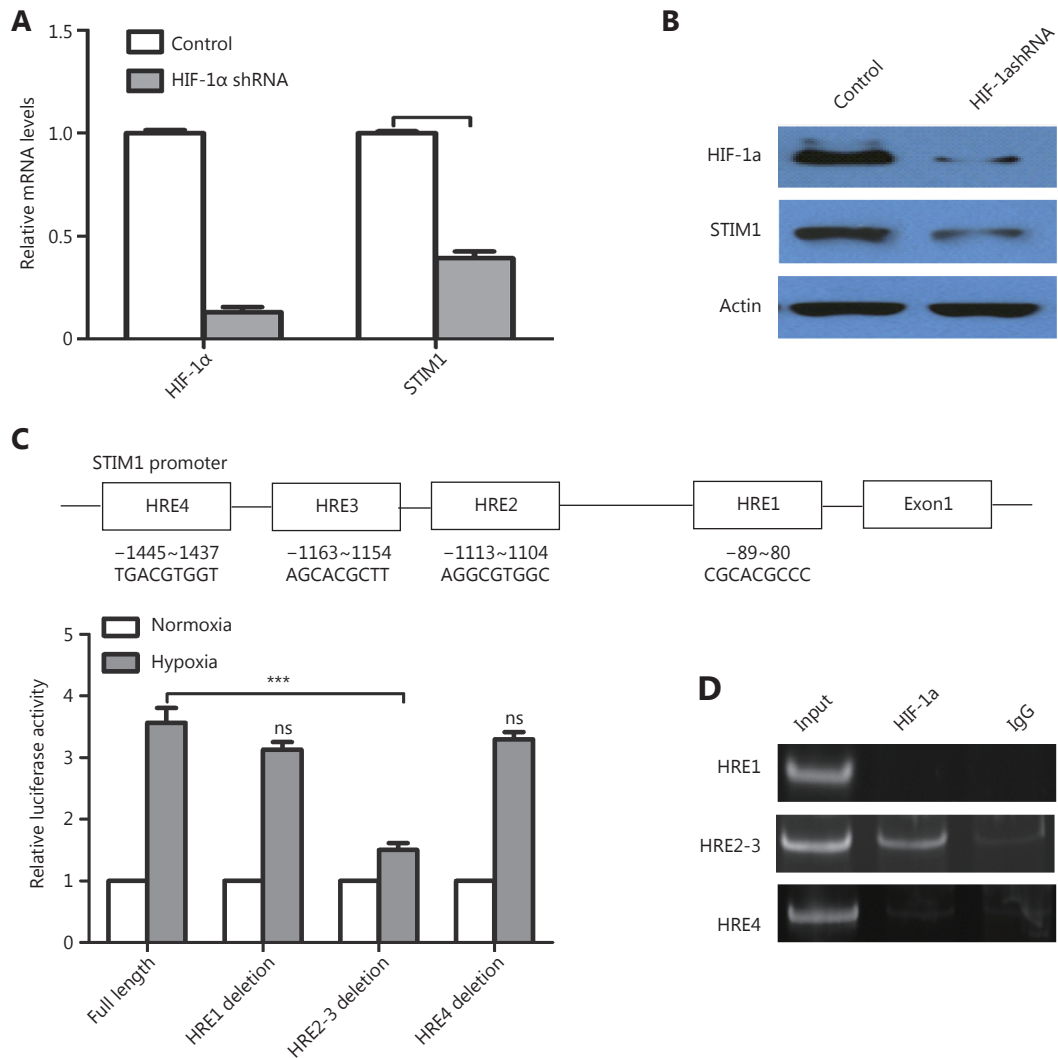 A
1.5
1.0
0.5
0
Relative mRNA levels
Control
HIF-1α shRNA
HIF-1α
STIM1
B
Control
HIF-1ashRNA
HIF-1a
STIM1
Actin
C
STIM1 promoter
HRE4
HRE3
HRE2
HRE1
Exon1
−1445~1437
−1163~1154
−1113~1104
−89~80
TGACGTGGT
AGCACGCTT
AGGCGTGGC
CGCACGCCC
Normoxia
Hypoxia
5
4
3
2
1
0
Relative luciferase activity
***
ns
ns
Full length
HRE1 deletion
HRE2-3 deletion
HRE4 deletion
D
Input
HIF-1a
IgG
HRE1
HRE2-3
HRE4